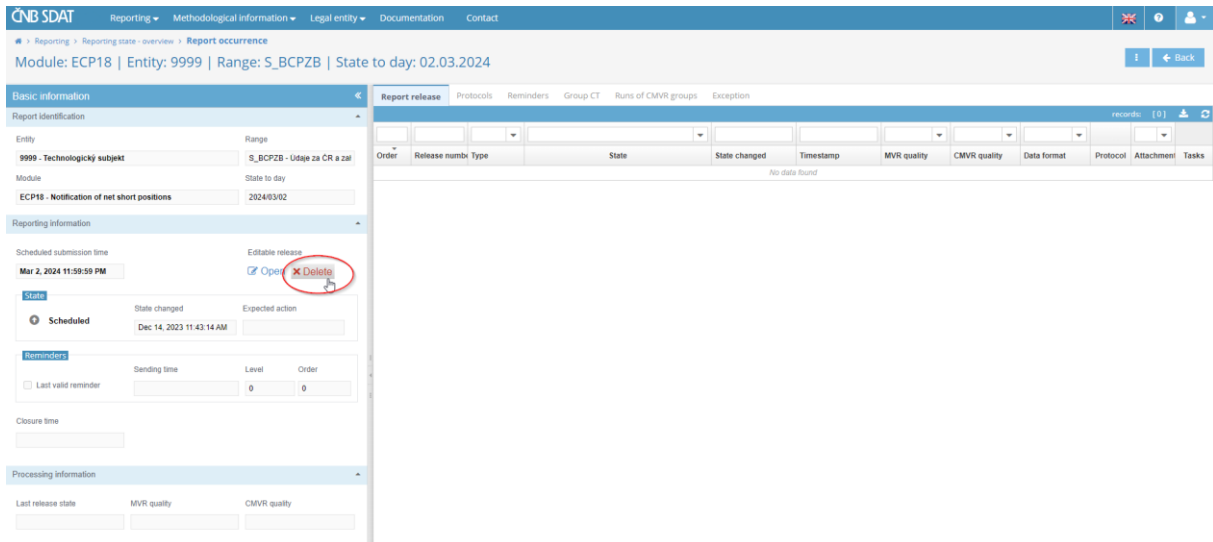 ČNB SDAT Reporting Methodological information Legal entity Documentation Contact
Reporting > Reporting state - overview > Report occurrence
Module: ECP18 | Entity: 9999 | Range: S_BCPZB | State to day: 02.03.2024
Back
Basic information
Report identification
Entity Range
9999 - Technologický subjekt S_BCPZB - Údaje za ČR a zal
Module State to day
ECP18 - Notification of net short positions 2024/03/02
Reporting information
Scheduled submission time Editable release
Mar 2, 2024 11:59:59 PM Open Delete
State
State changed Expected action
Scheduled Dec 14, 2023 11:43:14 AM
Reminders
Sending time Level Order
Last valid reminder 0 0
Closure time
Processing information
Last release state MVR quality CMVR quality
Report release Protocols Reminders Group CT Runs of CMVR groups Exception
records: [ 0 ]
Order Release numbe Type State State changed Timestamp MVR quality CMVR quality Data format Protocol Attachment Tasks
No data found